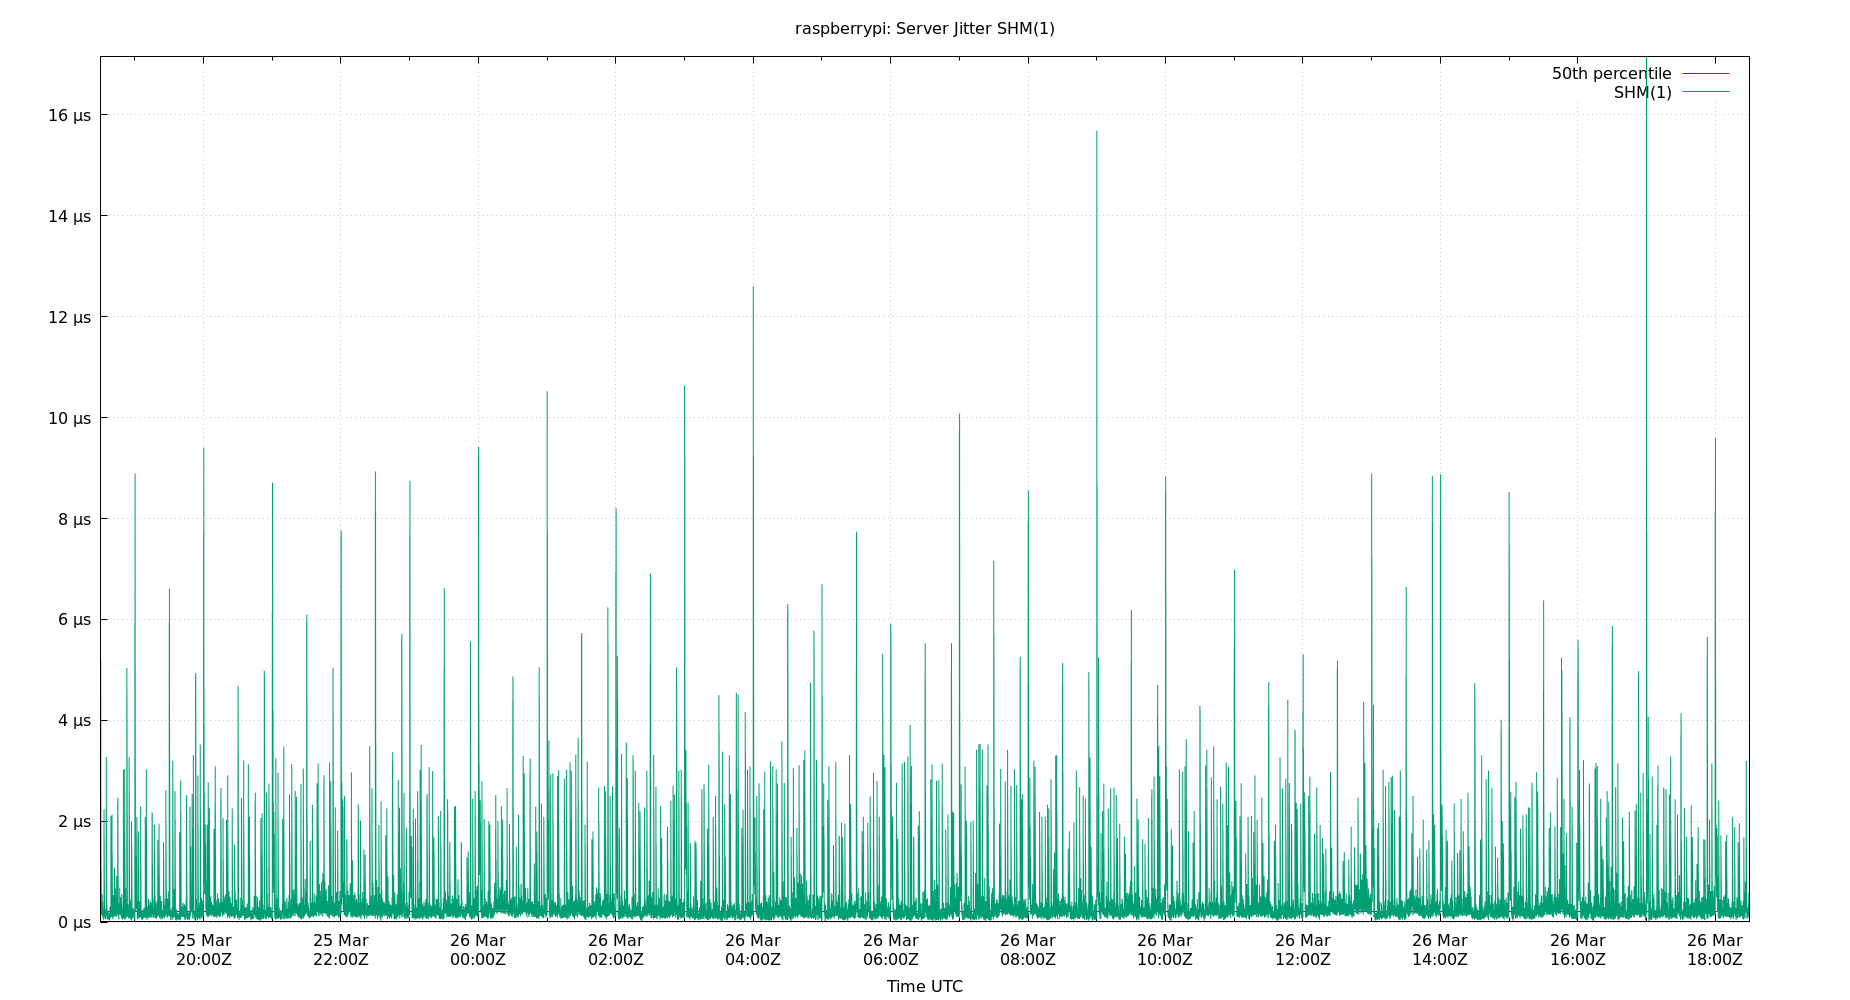 raspberrypi: Server Jitter SHM(1)
50th percentile
SHM(1)
16 µs
14 µs
12 µs
10 µs
8 µs
6 µs
4 µs
2 µs
0 µs
25 Mar 25 Mar 26 Mar 26 Mar 26 Mar 26 Mar 26 Mar 26 Mar 26 Mar 26 Mar 26 Mar 26 Mar
20:00Z 22:00Z 00:00Z 02:00Z 04:00Z 06:00Z 08:00Z 10:00Z 12:00Z 14:00Z 16:00Z 18:00Z
Time UTC